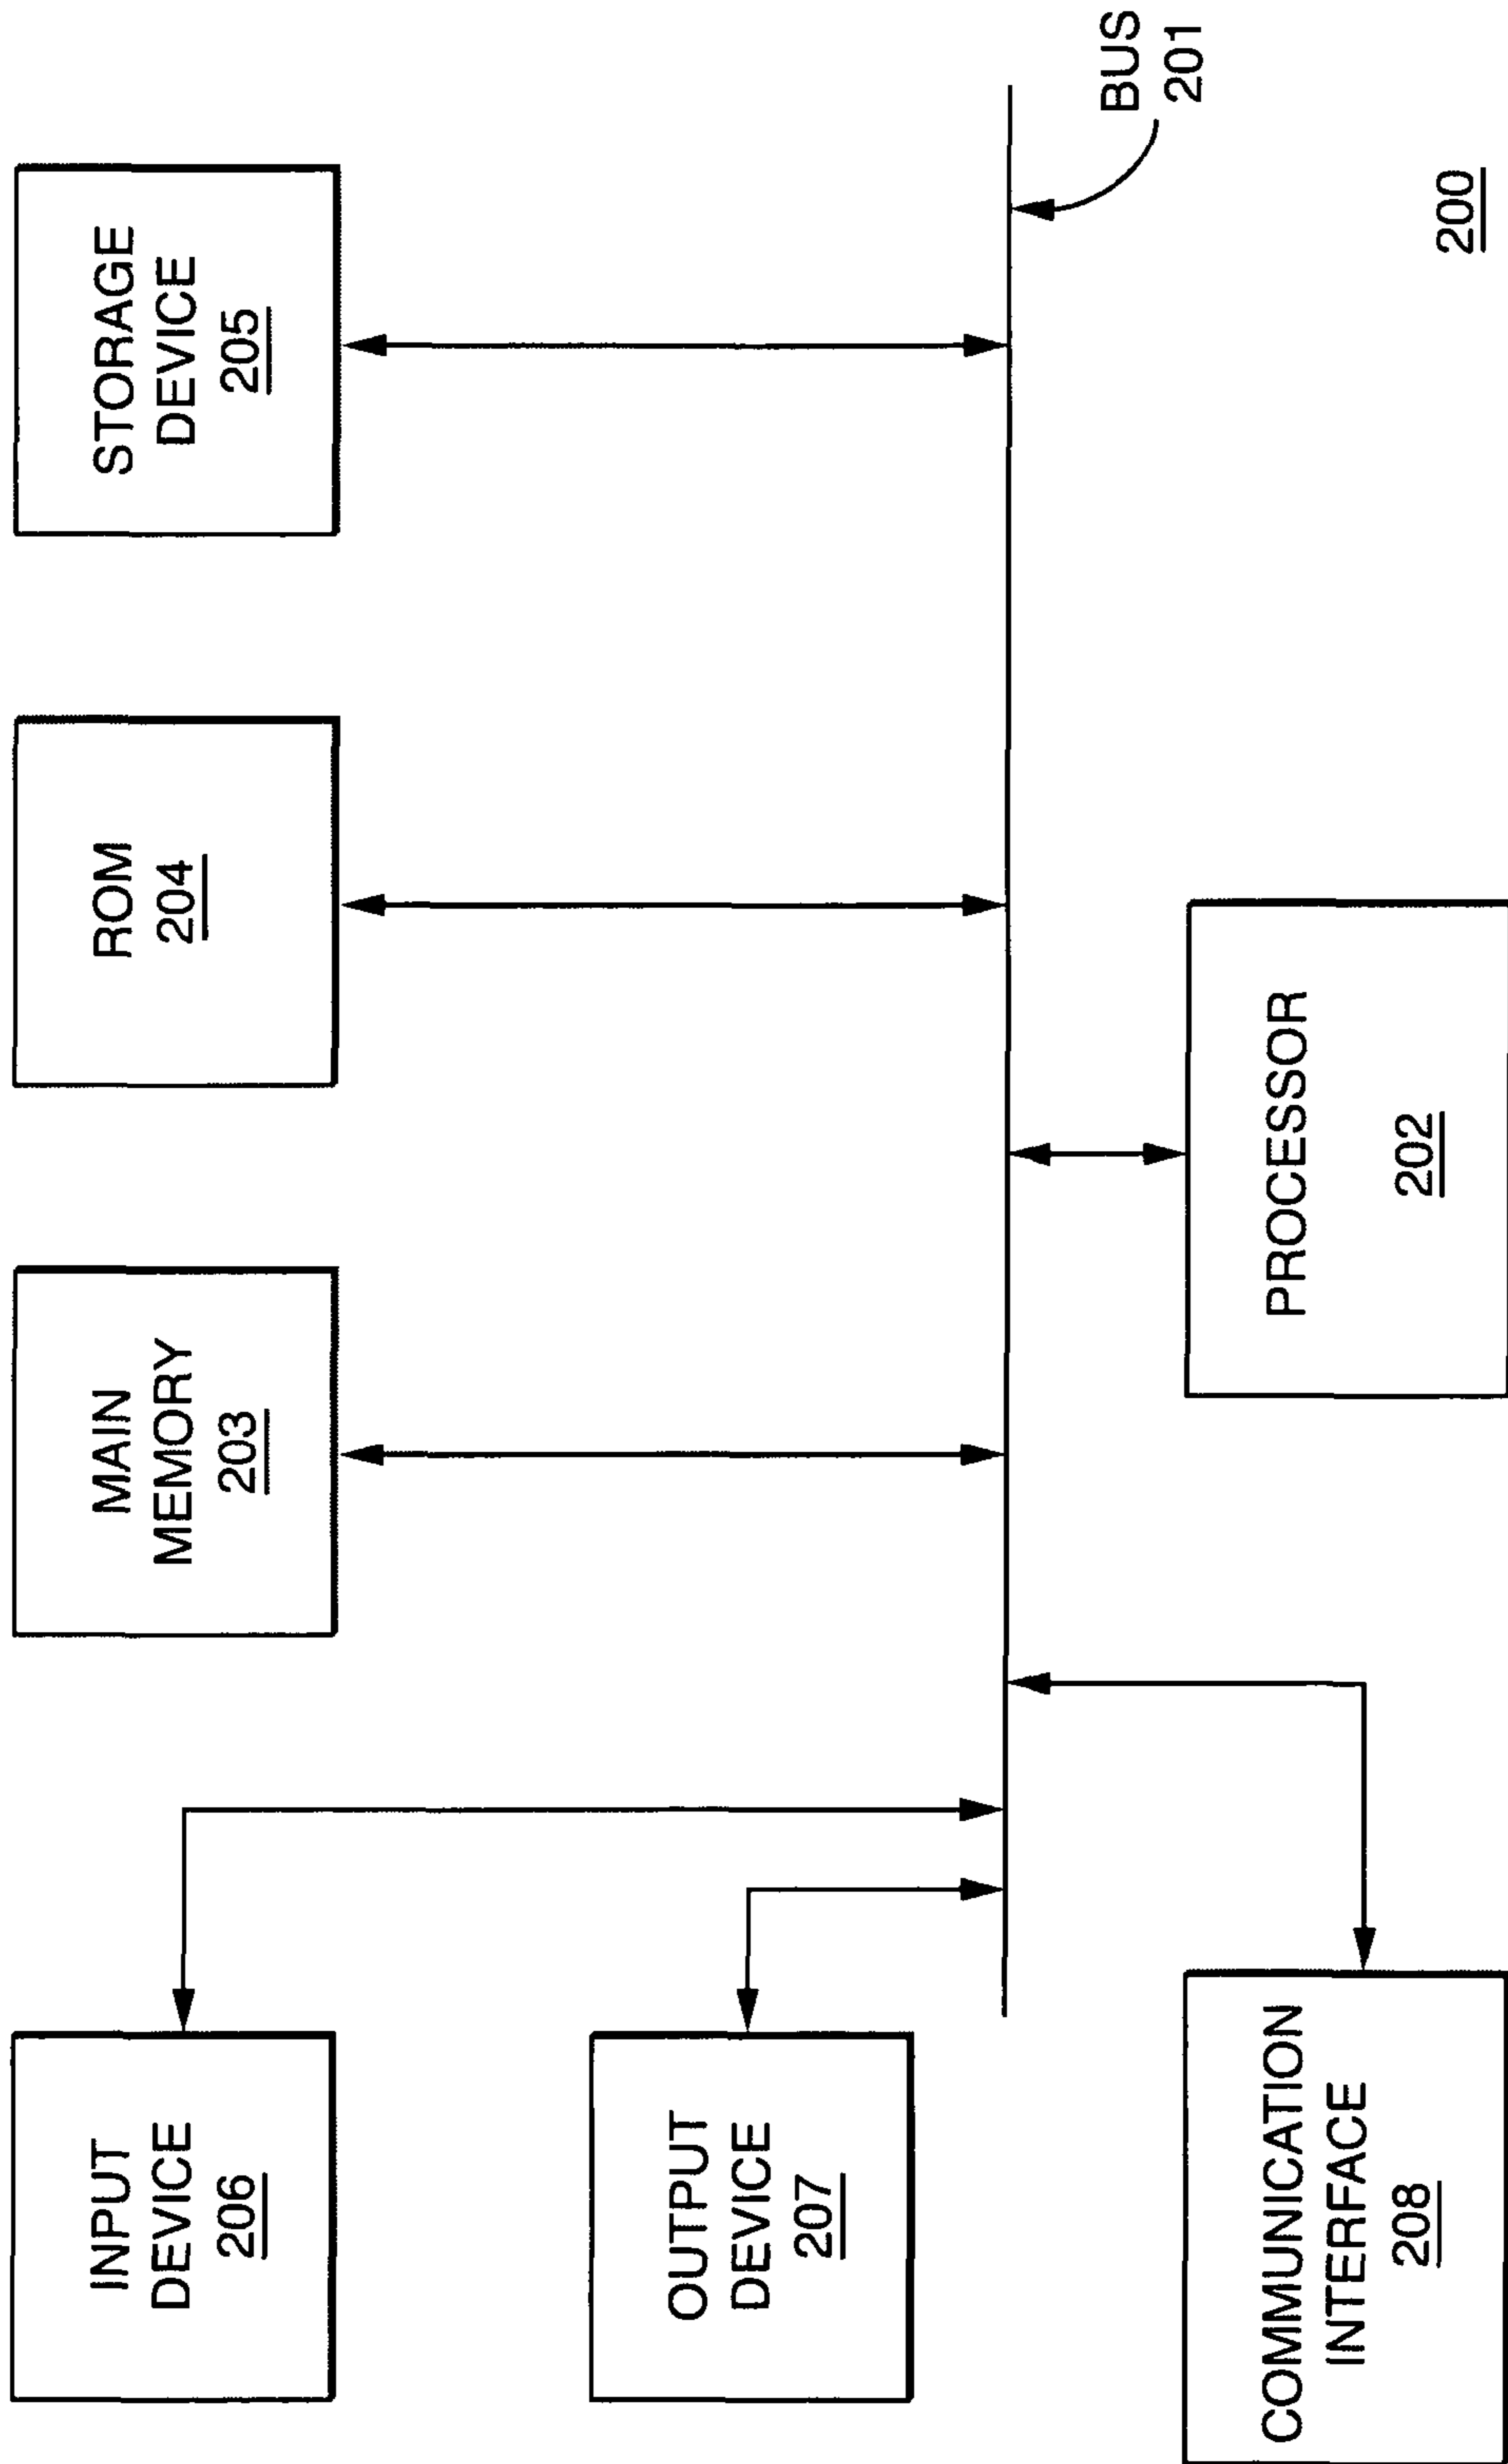 INPUT
DEVICE
206
MAIN
MEMORY
203
ROM
204
STORAGE
DEVICE
205
OUTPUT
DEVICE
207
BUS
201
COMMUNICATION
INTERFACE
208
PROCESSOR
202
200